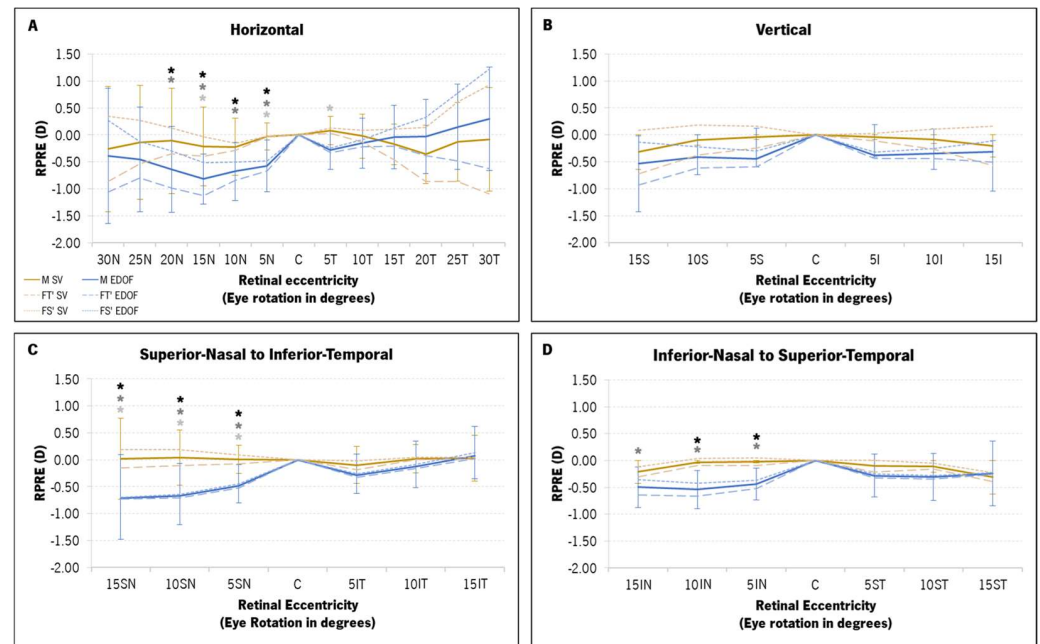 A
Horizontal
1.50
1.00
0.50
0.00
-0.50
-1.00
-1.50
-2.00
RPRE (D)
* * * * *
* * * *
* *
30N 25N 20N 15N 10N 5N C 5T 10T 15T 20T 25T 30T
Retinal eccentricity
(Eye rotation in degrees)
M SV M EDOF
FT' SV FT' EDOF
FS' SV FS' EDOF
B
Vertical
1.50
1.00
0.50
0.00
-0.50
-1.00
-1.50
-2.00
RPRE (D)
15S 10S 5S C 5I 10I 15I
Retinal eccentricity
(Eye rotation in degrees)
C
Superior-Nasal to Inferior-Temporal
1.50
1.00
0.50
0.00
-0.50
-1.00
-1.50
-2.00
RPRE (D)
* * *
* * *
* * *
15SN 10SN 5SN C 5IT 10IT 15IT
Retinal Eccentricity
(Eye Rotation in degrees)
D
Inferior-Nasal to Superior-Temporal
1.50
1.00
0.50
0.00
-0.50
-1.00
-1.50
-2.00
RPRE (D)
* *
* * *
15IN 10IN 5IN C 5ST 10ST 15ST
Retinal Eccentricity
(Eye rotation in degrees)